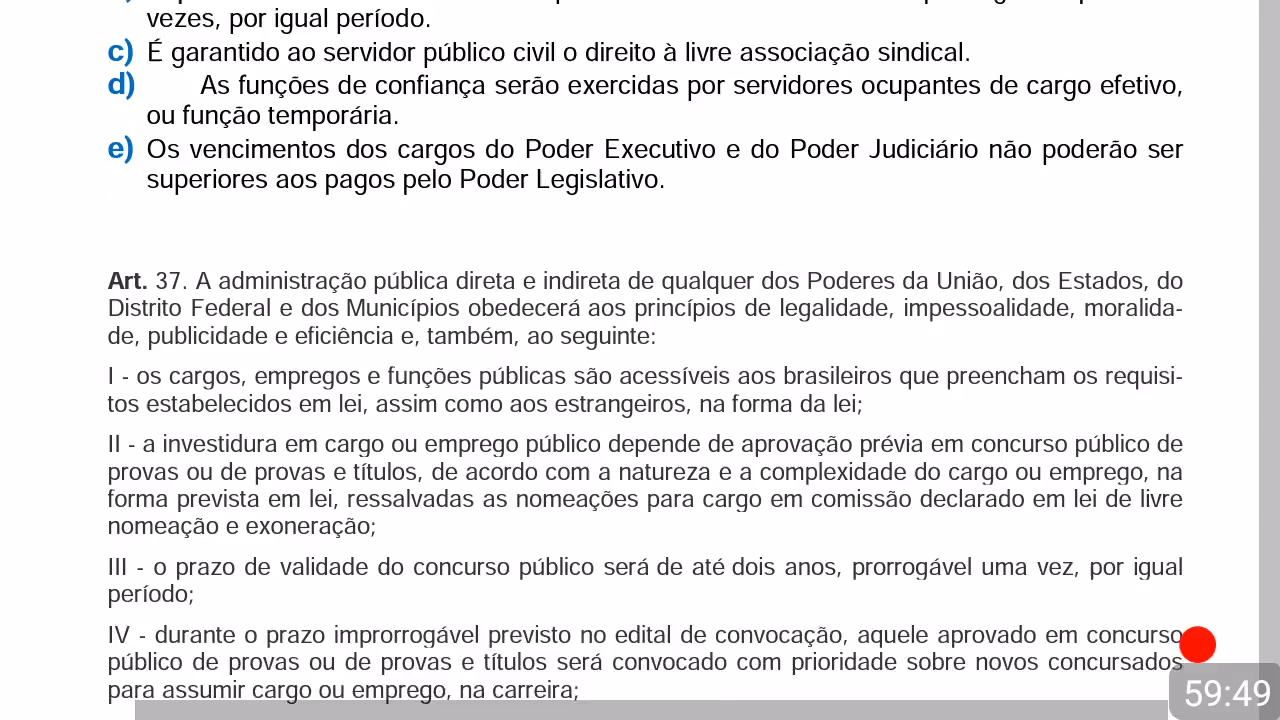 vezes, por igual período.
c) É garantido ao servidor público civil o direito à livre associação sindical.
d) As funções de confiança serão exercidas por servidores ocupantes de cargo efetivo,
ou função temporária.
e) Os vencimentos dos cargos do Poder Executivo e do Poder Judiciário não poderão ser
superiores aos pagos pelo Poder Legislativo.
Art. 37. A administração pública direta e indireta de qualquer dos Poderes da União, dos Estados, do
Distrito Federal e dos Municípios obedecerá aos princípios de legalidade, impessoalidade, moralida-
de, publicidade e eficiência e, também, ao seguinte:
I - os cargos, empregos e funções públicas são acessíveis aos brasileiros que preencham os requisi-
tos estabelecidos em lei, assim como aos estrangeiros, na forma da lei;
II - a investidura em cargo ou emprego público depende de aprovação prévia em concurso público de
provas ou de provas e títulos, de acordo com a natureza e a complexidade do cargo ou emprego, na
forma prevista em lei, ressalvadas as nomeações para cargo em comissão declarado em lei de livre
nomeação e exoneração;
III - o prazo de validade do concurso público será de até dois anos, prorrogável uma vez, por igual
período;
IV - durante o prazo improrrogável previsto no edital de convocação, aquele aprovado em concurso
público de provas ou de provas e títulos será convocado com prioridade sobre novos concursados
para assumir cargo ou emprego, na carreira;
59:49